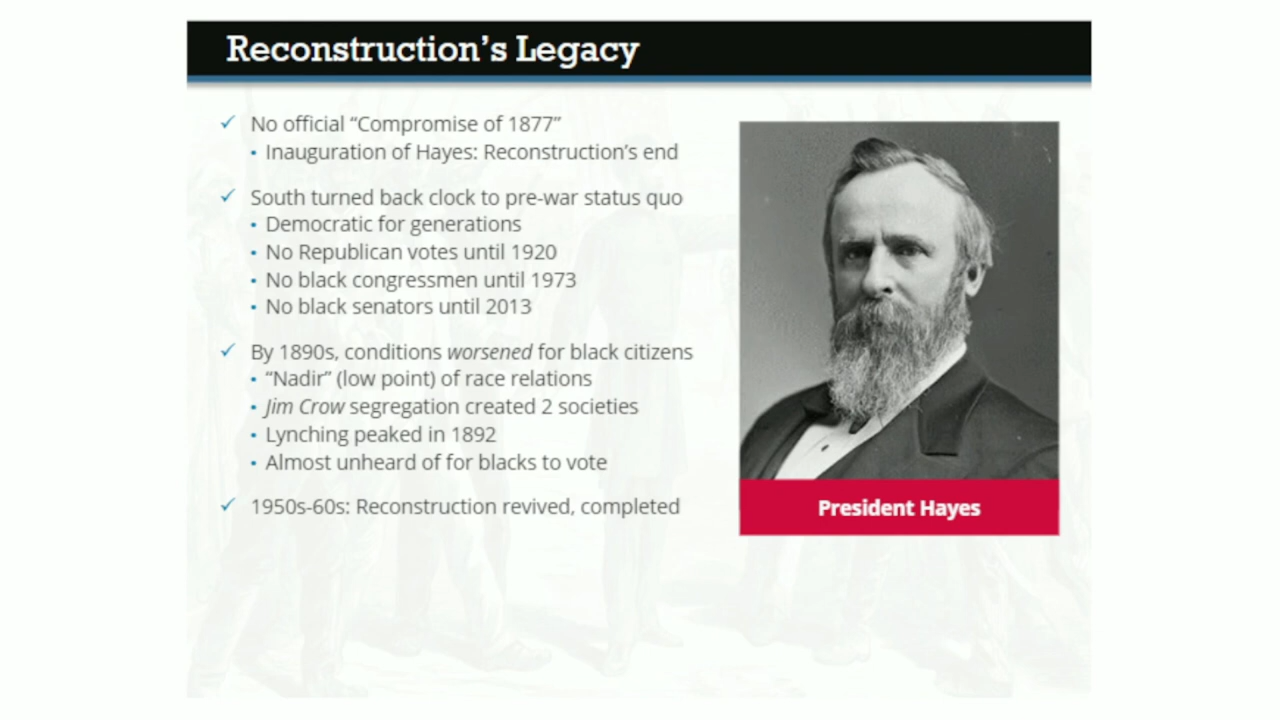 Reconstruction's Legacy
✓ No official “Compromise of 1877”
• Inauguration of Hayes: Reconstruction's end
✓ South turned back clock to pre-war status quo
• Democratic for generations
• No Republican votes until 1920
• No black congressmen until 1973
• No black senators until 2013
✓ By 1890s, conditions worsened for black citizens
• “Nadir” (low point) of race relations
• Jim Crow segregation created 2 societies
• Lynching peaked in 1892
• Almost unheard of for blacks to vote
✓ 1950s-60s: Reconstruction revived, completed
President Hayes